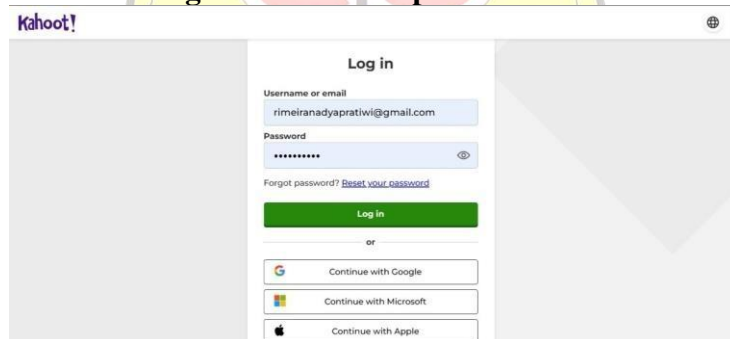 Kahoot!
Log in
Username or email
rimeiranadyapratiwi@gmail.com
Password
••••••••••
Forgot password? Reset your password
Log in
or
Continue with Google
Continue with Microsoft
Continue with Apple